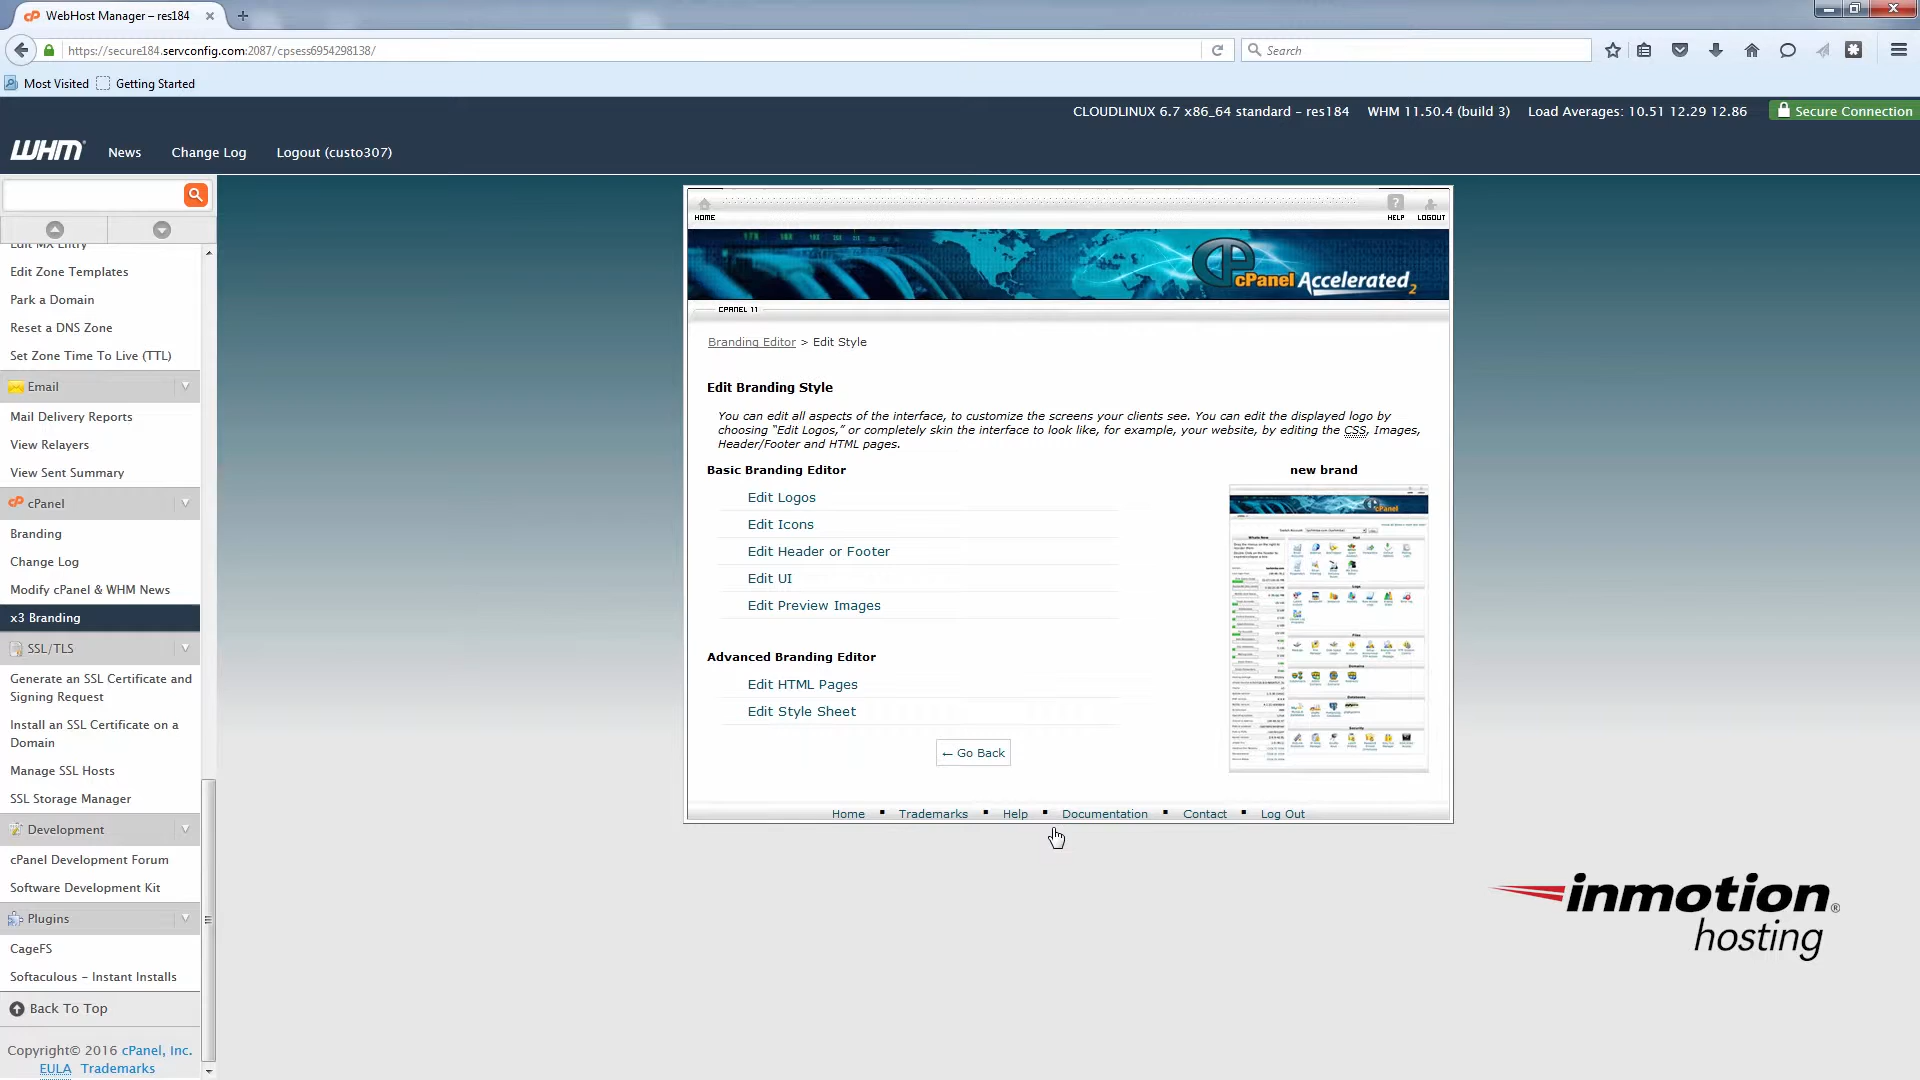 WebHost Manager – res184
https://secure184.servconfig.com:2087/cpsess6954298138/
Search
Most Visited
Getting Started
CLOUDLINUX 6.7 x86_64 standard – res184
WHM 11.50.4 (build 3)
Load Averages: 10.51 12.29 12.86
Secure Connection
WHM
News
Change Log
Logout (custo307)
Edit MX Entry
Edit Zone Templates
Park a Domain
Reset a DNS Zone
Set Zone Time To Live (TTL)
Email
Mail Delivery Reports
View Relayers
View Sent Summary
cPanel
Branding
Change Log
Modify cPanel & WHM News
x3 Branding
SSL/TLS
Generate an SSL Certificate and
Signing Request
Install an SSL Certificate on a
Domain
Manage SSL Hosts
SSL Storage Manager
Development
cPanel Development Forum
Software Development Kit
Plugins
CageFS
Softaculous – Instant Installs
Back To Top
Copyright© 2016 cPanel, Inc.
EULA Trademarks
HOME
HELP
LOGOUT
cPanel Accelerated 2
CPANEL 11
Branding Editor > Edit Style
Edit Branding Style
You can edit all aspects of the interface, to customize the screens your clients see. You can edit the displayed logo by
choosing “Edit Logos,” or completely skin the interface to look like, for example, your website, by editing the CSS, Images,
Header/Footer and HTML pages.
Basic Branding Editor
Edit Logos
Edit Icons
Edit Header or Footer
Edit UI
Edit Preview Images
Advanced Branding Editor
Edit HTML Pages
Edit Style Sheet
← Go Back
new brand
cPanel
Home ▪ Trademarks ▪ Help ▪ Documentation ▪ Contact ▪ Log Out
inmotion®
hosting